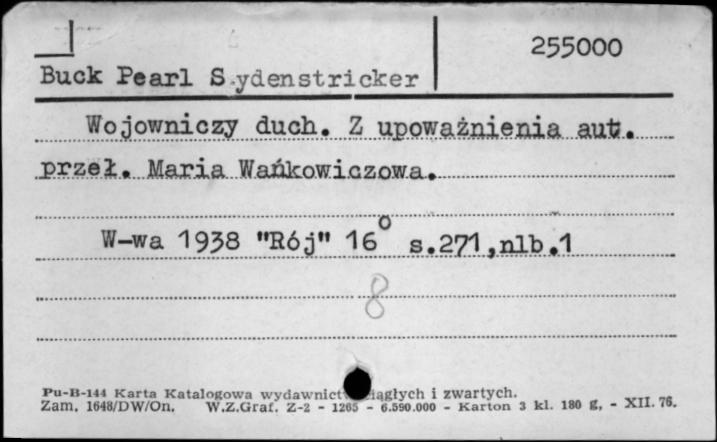 255000
Buck Pearl Sydenstricker
Wojowniczy duch. Z upoważnienia aut.
przeł. Maria Wańkowiczowa.
W-wa 1938 "Rój" 16° s.271,nlb.1
8
Pu-B-144 Karta Katalogowa ciągłych i zwartych.
Zam. 1648/DW/On. W.Z.Graf. Z-2 - 1265 - 6.590.000 - Karton 3 kl. 180 g. - XII. 76.